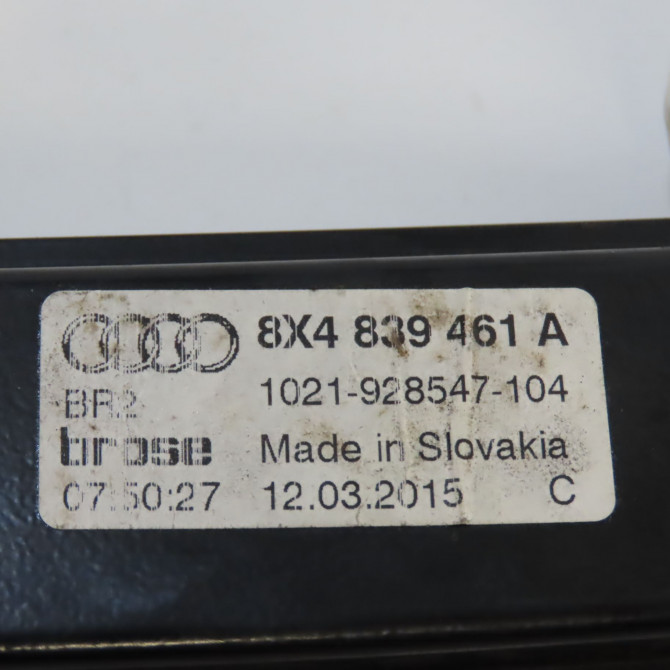 8X4 839 461 A
BR2 1021-928547-104
brose Made in Slovakia
07:50:27 12.03.2015 C